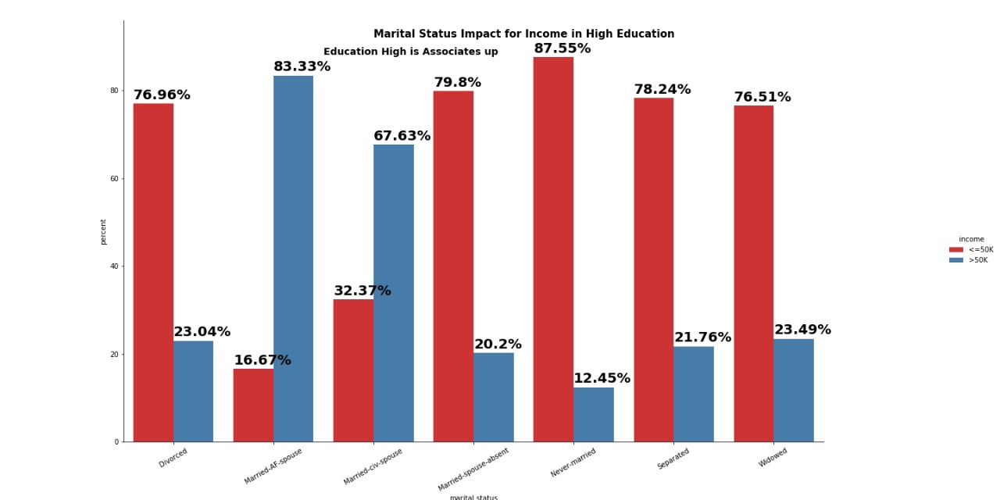 Marital Status Impact for Income in High Education
Education High is Associates up
87.55%
83.33%
79.8%
78.24%
76.96%
76.51%
67.63%
32.37%
23.04%
16.67%
20.2%
12.45%
21.76%
23.49%
percent
80
60
40
20
0
income
<=50K
>50K
Divorced
Married-AF-spouse
Married-civ-spouse
Married-spouse-absent
Never-married
Separated
Widowed
marital_status